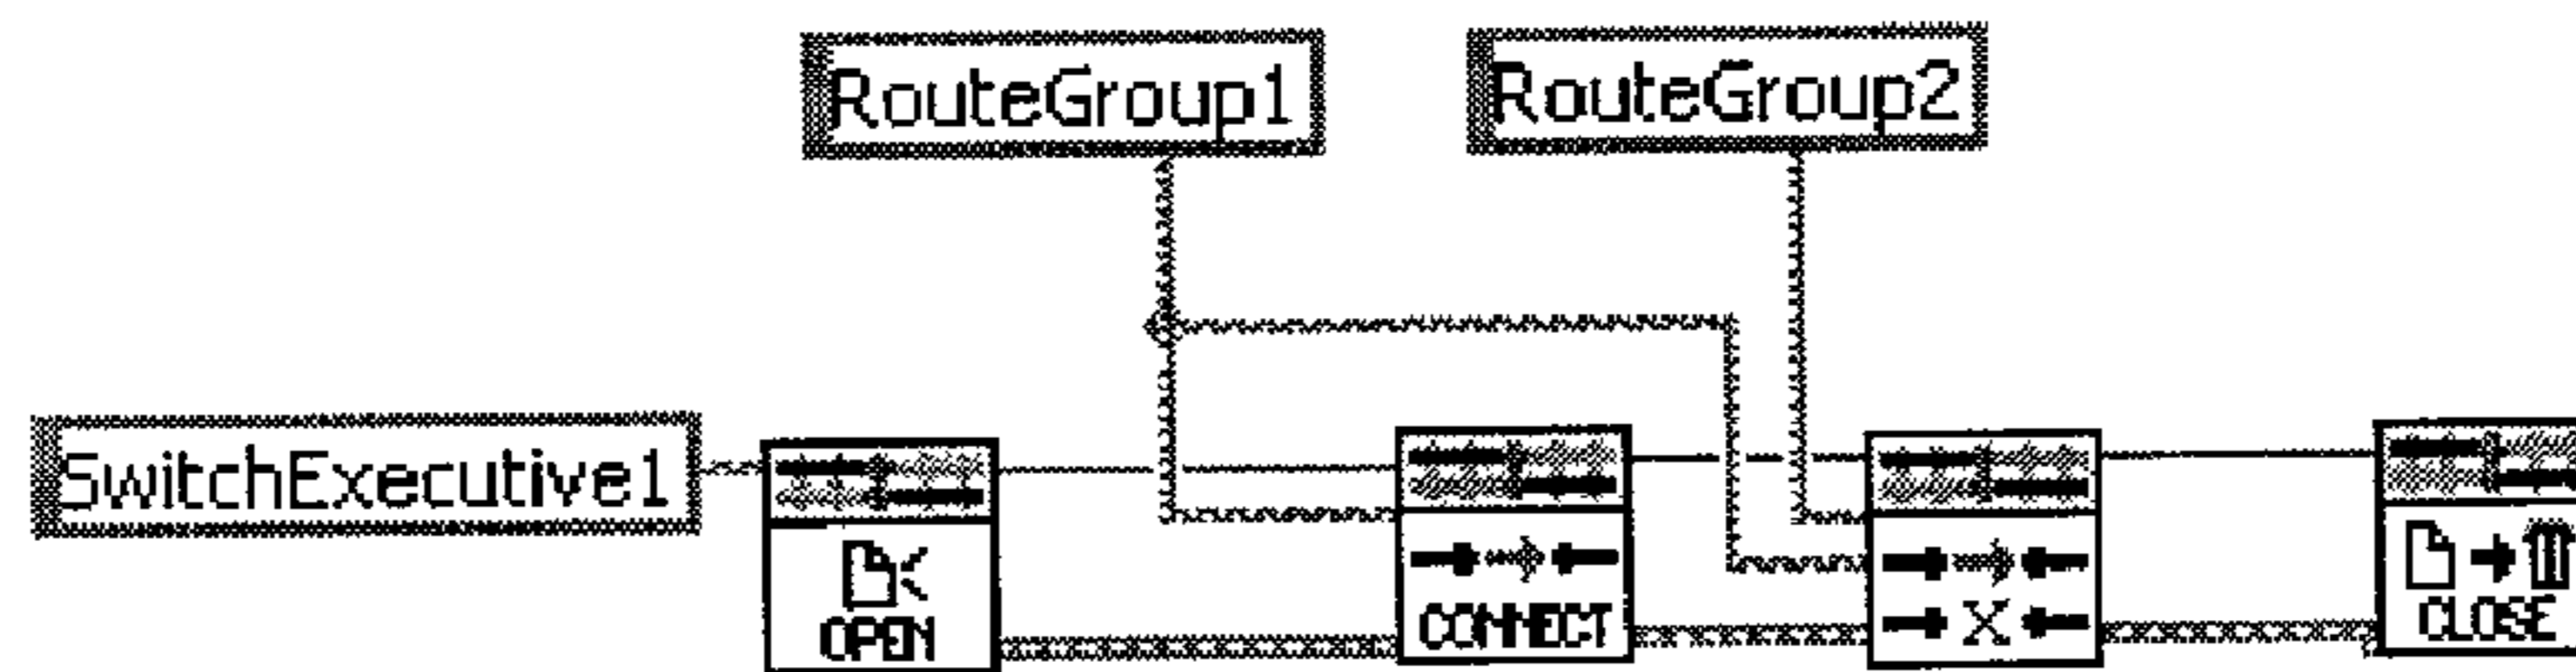 RouteGroup1
RouteGroup2
SwitchExecutive1
OPEN
CONNECT
X
CLOSE